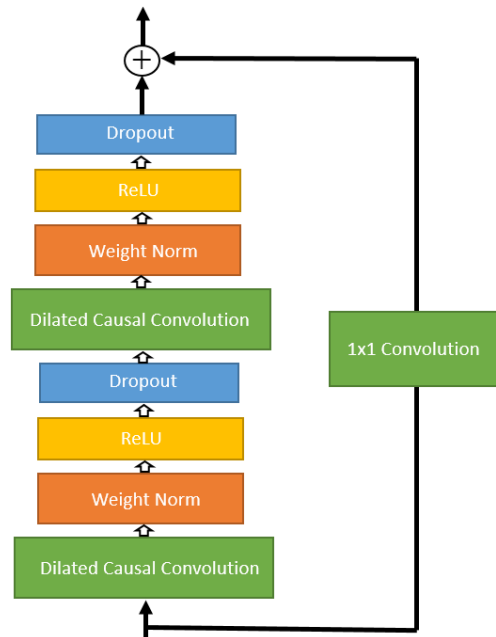 +
Dropout
ReLU
Weight Norm
Dilated Causal Convolution
1x1 Convolution
Dropout
ReLU
Weight Norm
Dilated Causal Convolution